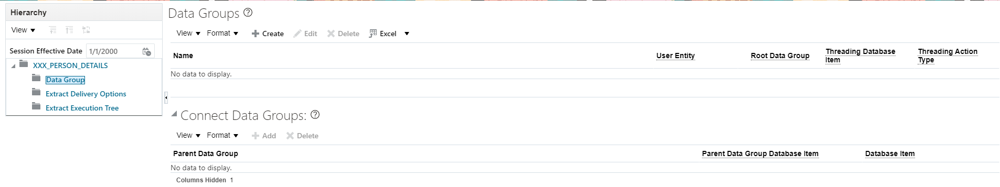 Hierarchy
View
Session Effective Date 1/1/2000
XXX_PERSON_DETAILS
Data Group
Extract Delivery Options
Extract Execution Tree
Data Groups
View Format Create Edit Delete Excel
Name User Entity Root Data Group Threading Database Item Threading Action Type
No data to display.
Connect Data Groups:
View Format Add Delete
Parent Data Group Parent Data Group Database Item Database Item
No data to display.
Columns Hidden 1